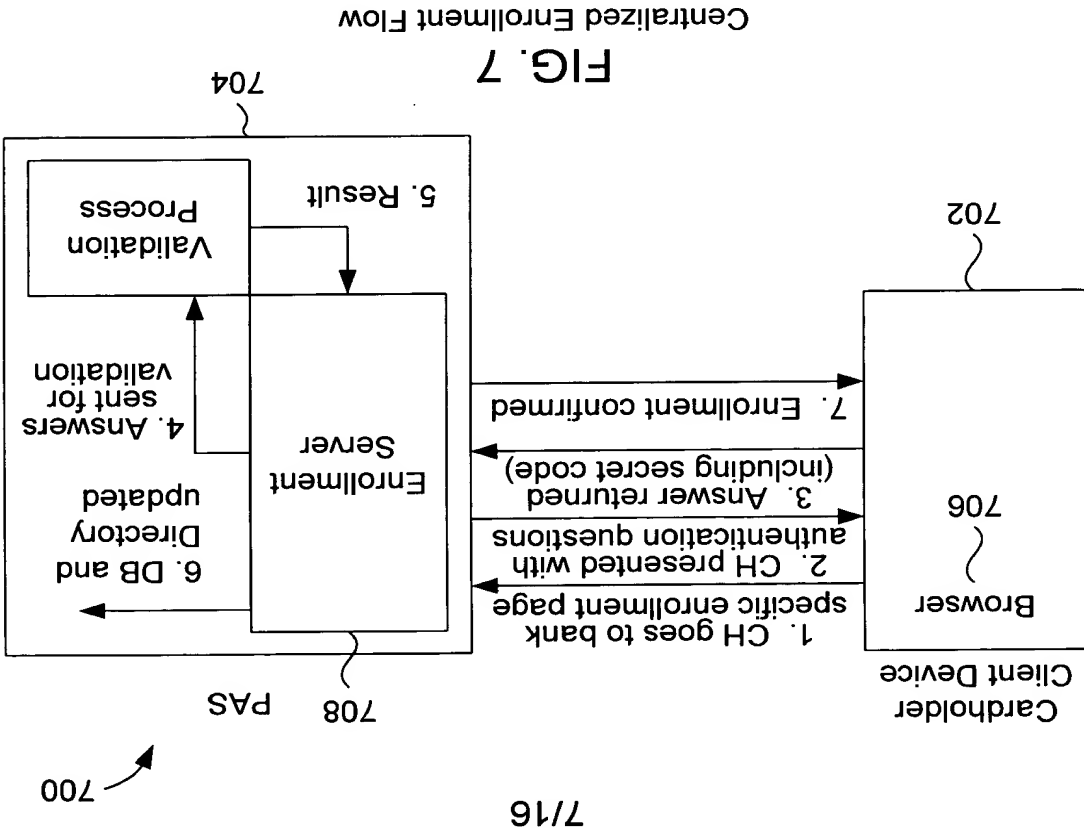 7/16
700
Cardholder
Client Device
Browser
706
702
1. CH goes to bank
specific enrollment page
2. CH presented with
authentication questions
3. Answer returned
(including secret code)
7. Enrollment confirmed
708
PAS
Enrollment
Server
6. DB and
Directory
updated
4. Answers
sent for
validation
5. Result
Validation
Process
704
FIG. 7
Centralized Enrollment Flow